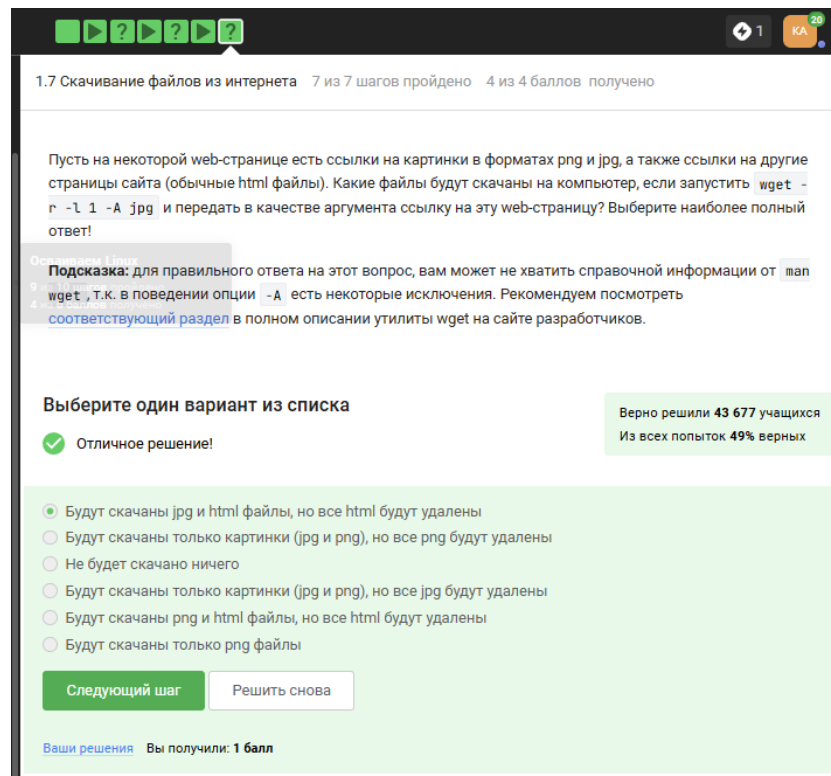 ? ? ?
1 КА 20
1.7 Скачивание файлов из интернета 7 из 7 шагов пройдено 4 из 4 баллов получено
Пусть на некоторой web-странице есть ссылки на картинки в форматах png и jpg, а также ссылки на другие
страницы сайта (обычные html файлы). Какие файлы будут скачаны на компьютер, если запустить wget -
r -l 1 -A jpg и передать в качестве аргумента ссылку на эту web-страницу? Выберите наиболее полный
ответ!
Осваиваем Linux
Подсказка: для правильного ответа на этот вопрос, вам может не хватить справочной информации от man
wget , т.к. в поведении опции -A есть некоторые исключения. Рекомендуем посмотреть
соответствующий раздел в полном описании утилиты wget на сайте разработчиков.
Выберите один вариант из списка
Верно решили 43 677 учащихся
Из всех попыток 49% верных
Отличное решение!
Будут скачаны jpg и html файлы, но все html будут удалены
Будут скачаны только картинки (jpg и png), но все png будут удалены
Не будет скачано ничего
Будут скачаны только картинки (jpg и png), но все jpg будут удалены
Будут скачаны png и html файлы, но все html будут удалены
Будут скачаны только png файлы
Следующий шаг Решить снова
Ваши решения Вы получили: 1 балл